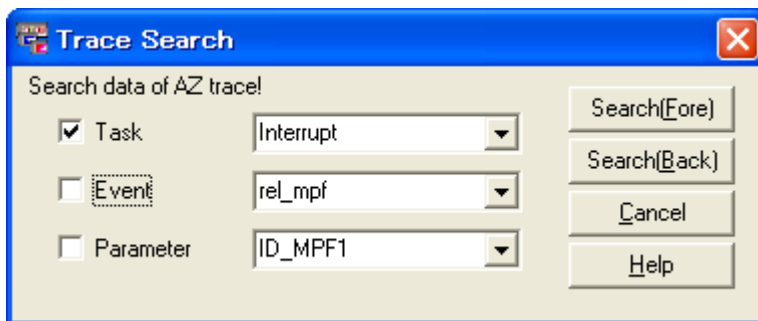 Trace Search
Search data of AZ trace!
Task Interrupt
Event rel_mpf
Parameter ID_MPF1
Search(Fore)
Search(Back)
Cancel
Help